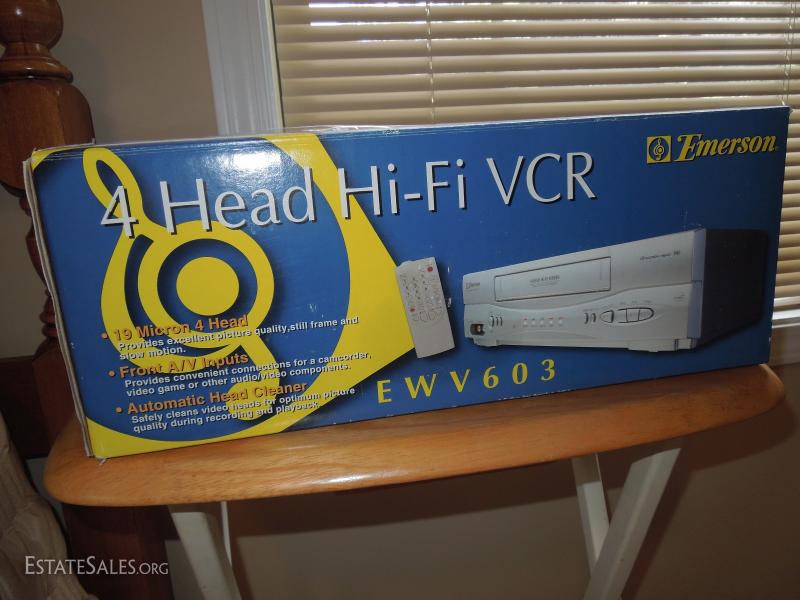 Emerson
4 Head Hi-Fi VCR
• 19 Micron 4 Head
Provides excellent picture quality,still frame and
slow motion.
• Front A/V Inputs
Provides convenient connections for a camcorder,
video game or other audio/video components.
• Automatic Head Cleaner
Safely cleans video heads for optimum picture
quality during recording and playback.
EWV603
ESTATESALES.ORG